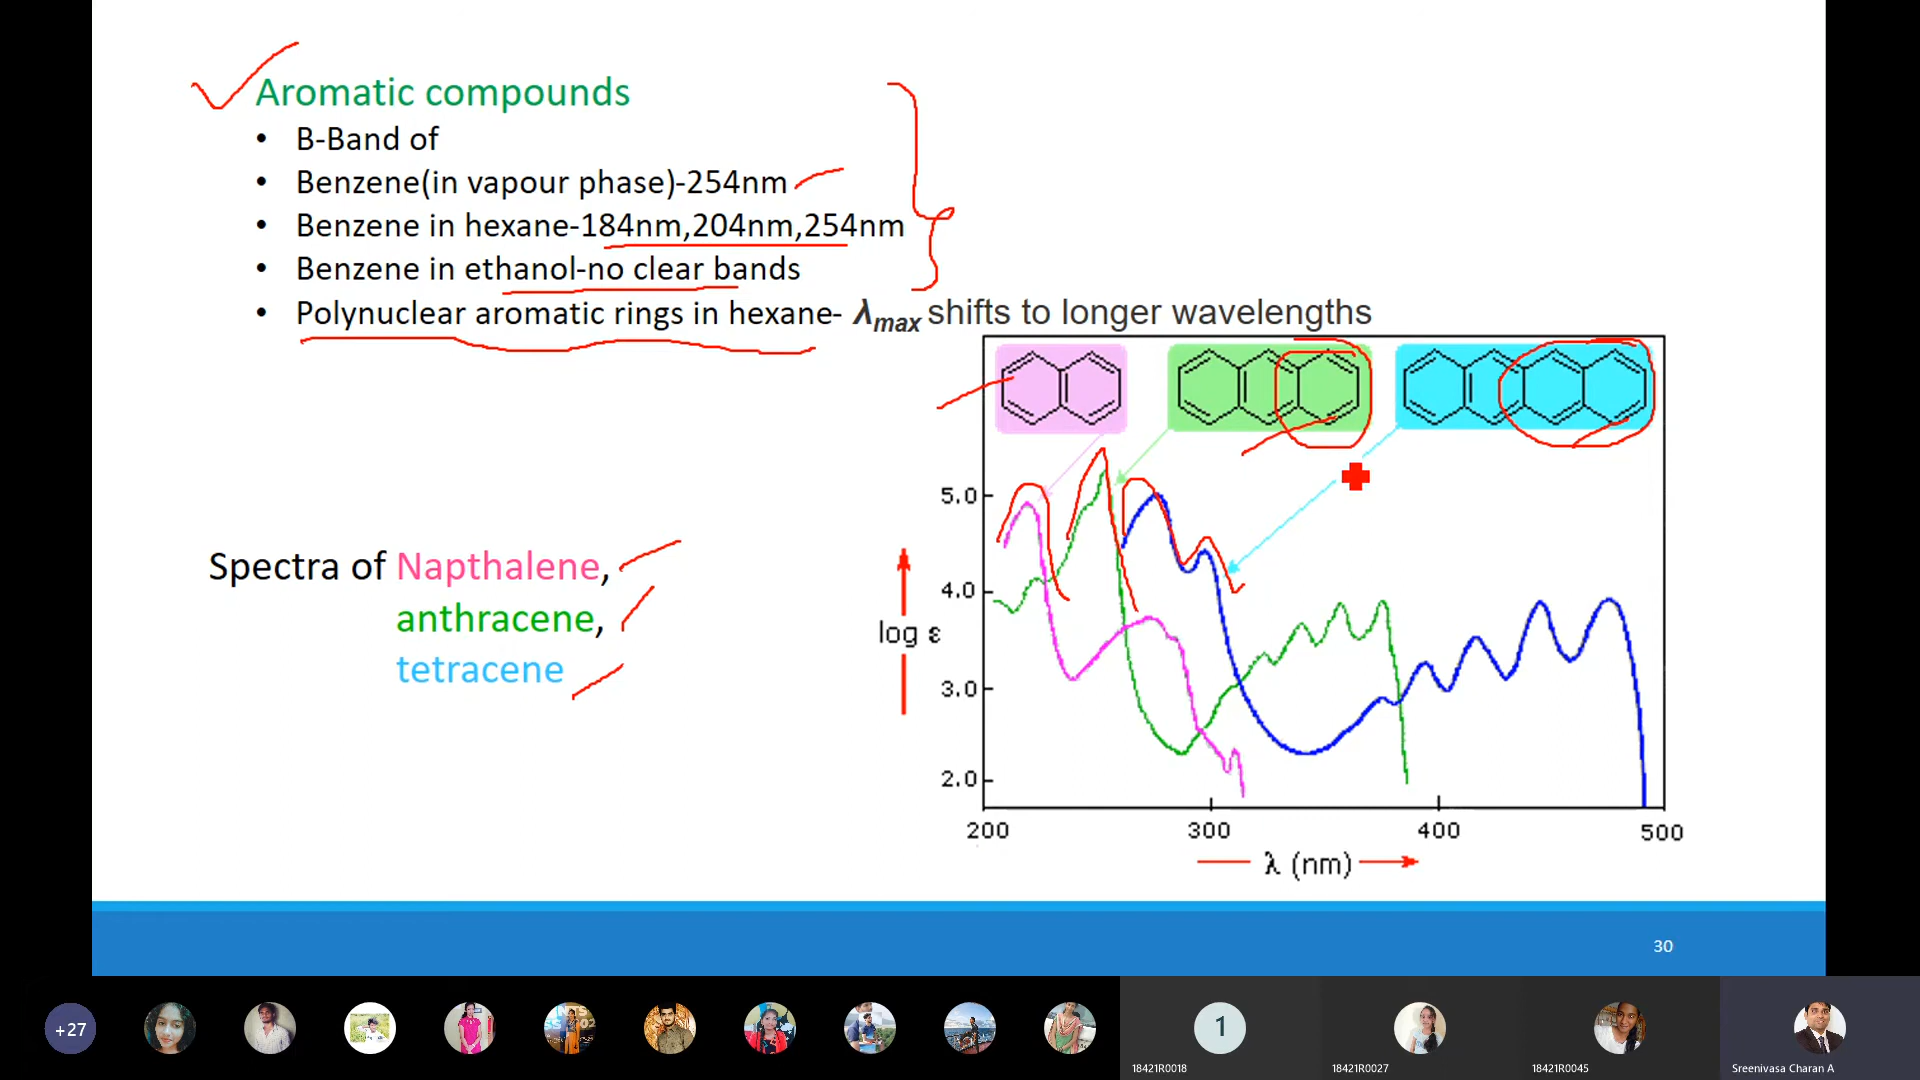 Aromatic compounds
• B-Band of
• Benzene(in vapour phase)-254nm
• Benzene in hexane-184nm,204nm,254nm
• Benzene in ethanol-no clear bands
• Polynuclear aromatic rings in hexane- λmax shifts to longer wavelengths
Spectra of Napthalene,
anthracene,
tetracene
5.0
4.0
log ε
3.0
2.0
200 300 400 500
λ (nm)
30
+27
1
18421R0018 18421R0027 18421R0045 Sreenivasa Charan A